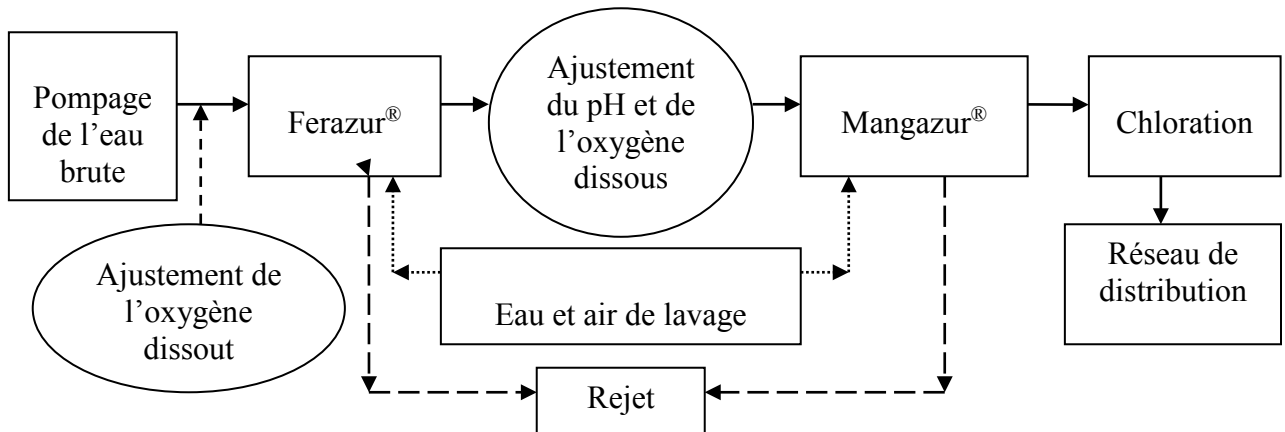 Pompage
de l’eau
brute
Ferazur®
Ajustement
du pH et de
l’oxygène
dissous
Mangazur®
Chloration
Ajustement de
l’oxygène
dissout
Eau et air de lavage
Réseau de
distribution
Rejet